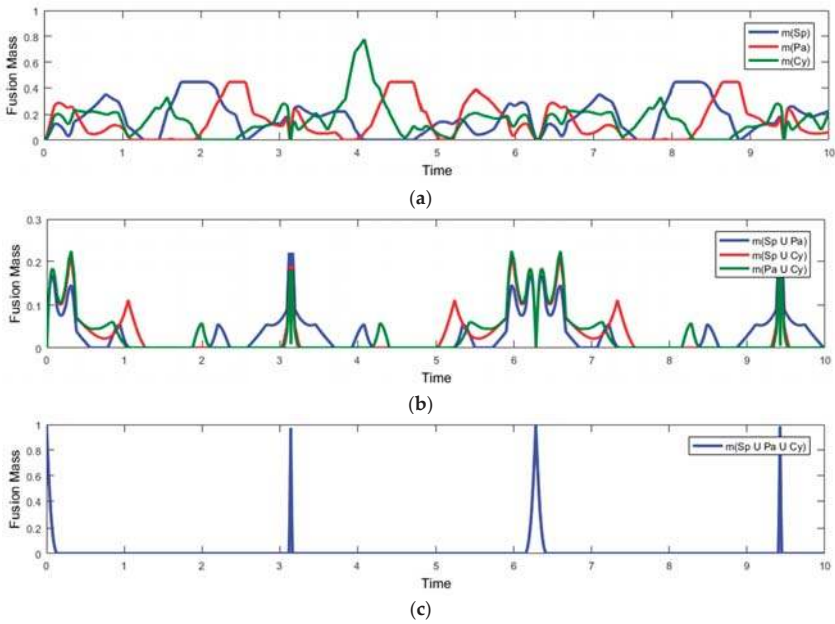 1
0.8
0.6
0.4
0.2
0
Fusion Mass
m(Sp)
m(Pa)
m(Cy)
0 1 2 3 4 5 6 7 8 9 10
Time
(a)
0.3
0.2
0.1
0
Fusion Mass
m(Sp U Pa)
m(Sp U Cy)
m(Pa U Cy)
0 1 2 3 4 5 6 7 8 9 10
Time
(b)
1
0.8
0.6
0.4
0.2
0
Fusion Mass
m(Sp U Pa U Cy)
0 1 2 3 4 5 6 7 8 9 10
Time
(c)